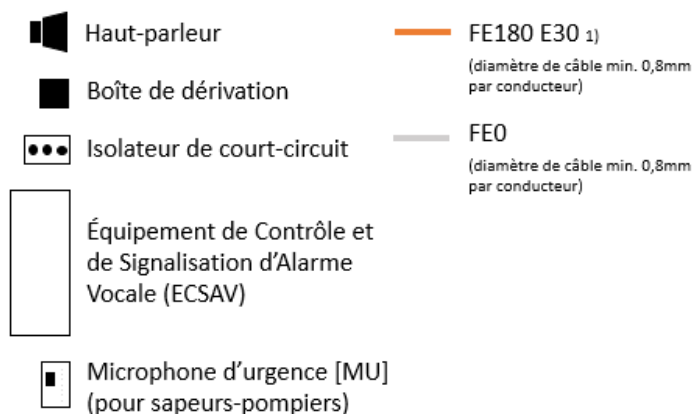 Haut-parleur
Boîte de dérivation
Isolateur de court-circuit
Équipement de Contrôle et
de Signalisation d’Alarme
Vocale (ECSAV)
Microphone d’urgence [MU]
(pour sapeurs-pompiers)
FE180 E30 1)
(diamètre de câble min. 0,8mm
par conducteur)
FE0
(diamètre de câble min. 0,8mm
par conducteur)